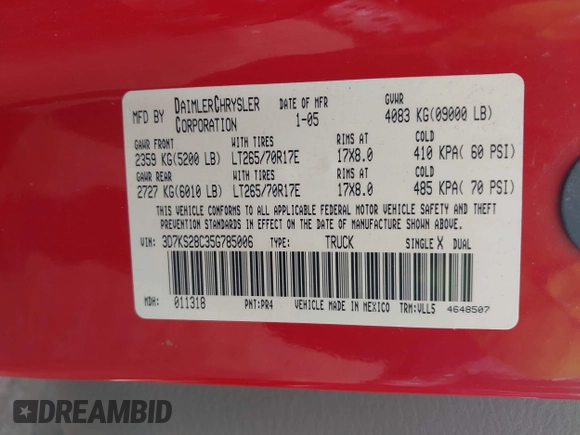 MFD BY DAIMLERCHRYSLER CORPORATION DATE OF MFR 1-05 GVWR 4083 KG(09000 LB)
GAWR FRONT WITH TIRES RIMS AT COLD
2359 KG(5200 LB) LT265/70R17E 17X8.0 410 KPA( 60 PSI)
GAWR REAR WITH TIRES RIMS AT COLD
2727 KG(6010 LB) LT265/70R17E 17X8.0 485 KPA( 70 PSI)
THIS VEHICLE CONFORMS TO ALL APPLICABLE FEDERAL MOTOR VEHICLE SAFETY AND THEFT
PREVENTION STANDARDS IN EFFECT ON THE DATE OF MANUFACTURE SHOWN ABOVE.
VIN: 3D7KS28C35G785006 TYPE: TRUCK SINGLE X DUAL
MDH: 011318 PNT:PR4 VEHICLE MADE IN MEXICO TRM:VLL5 4648507
DREAMBID